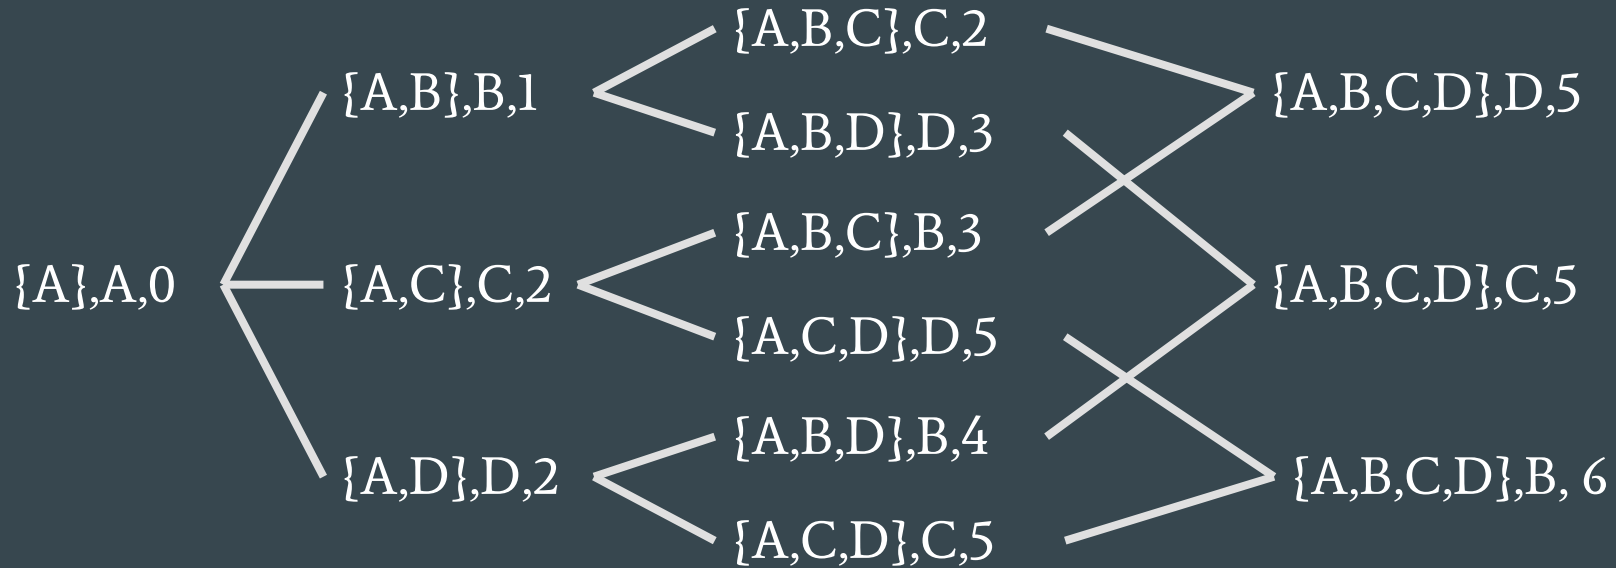 {A},A,0
{A,B},B,1
{A,C},C,2
{A,D},D,2
{A,B,C},C,2
{A,B,D},D,3
{A,B,C},B,3
{A,C,D},D,5
{A,B,D},B,4
{A,C,D},C,5
{A,B,C,D},D,5
{A,B,C,D},C,5
{A,B,C,D},B, 6